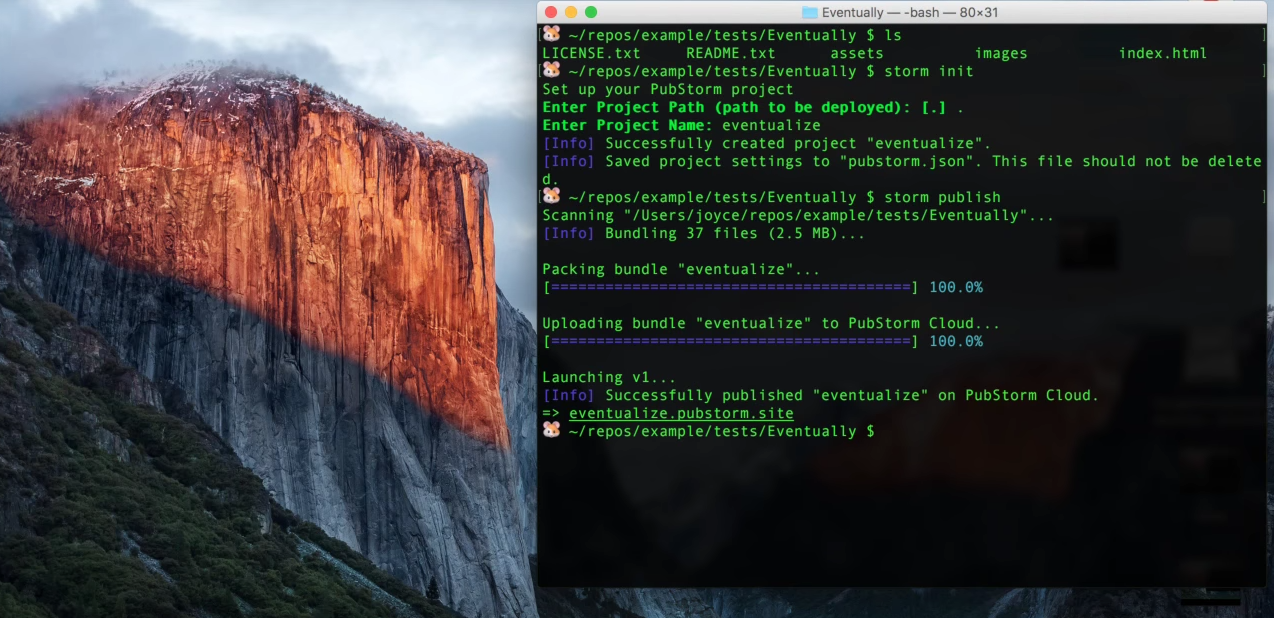 Eventually — -bash — 80×31
[🐹 ~/repos/example/tests/Eventually $ ls ]
LICENSE.txt README.txt assets images index.html
[🐹 ~/repos/example/tests/Eventually $ storm init ]
Set up your PubStorm project
Enter Project Path (path to be deployed): [.] .
Enter Project Name: eventualize
[Info] Successfully created project "eventualize".
[Info] Saved project settings to "pubstorm.json". This file should not be delete
d.
[🐹 ~/repos/example/tests/Eventually $ storm publish ]
Scanning "/Users/joyce/repos/example/tests/Eventually"...
[Info] Bundling 37 files (2.5 MB)...
Packing bundle "eventualize"...
[========================================] 100.0%
Uploading bundle "eventualize" to PubStorm Cloud...
[========================================] 100.0%
Launching v1...
[Info] Successfully published "eventualize" on PubStorm Cloud.
=> eventualize.pubstorm.site
🐹 ~/repos/example/tests/Eventually $